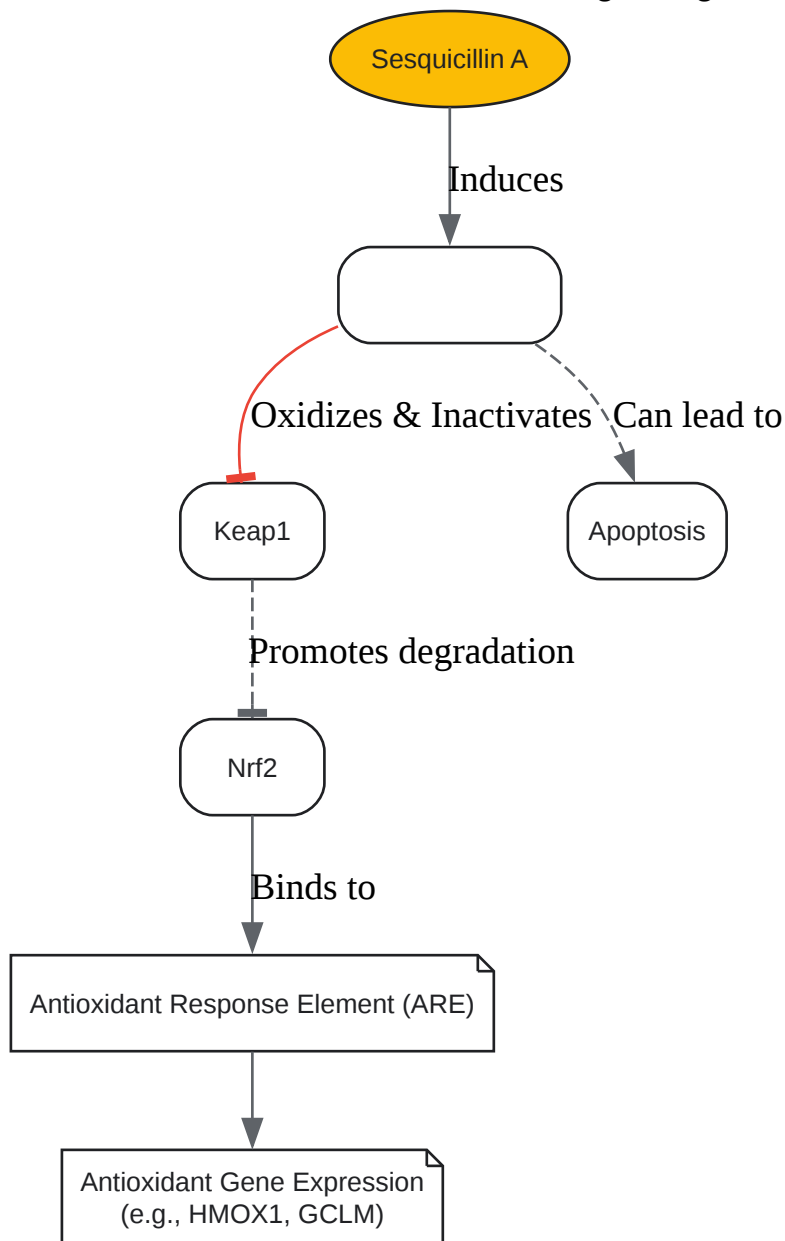 Sesquicillin A
Induces
Oxidizes & Inactivates
Can lead to
Keap1
Apoptosis
Promotes degradation
Nrf2
Binds to
Antioxidant Response Element (ARE)
Antioxidant Gene Expression
(e.g., HMOX1, GCLM)